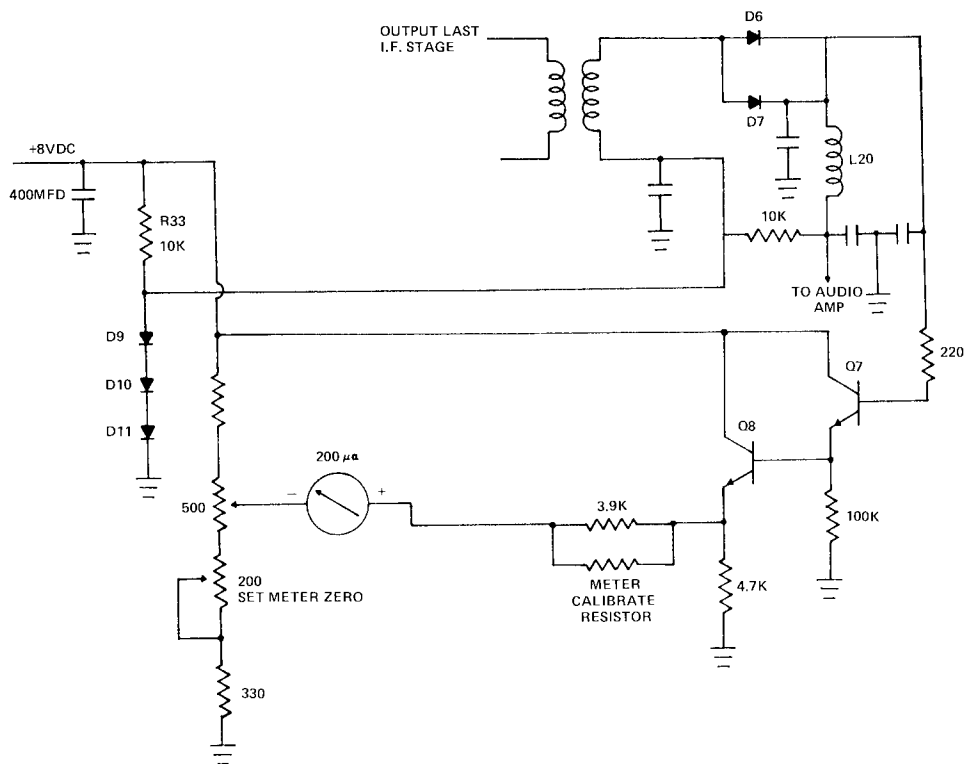 OUTPUT LAST
I.F. STAGE
D6
D7
L20
+8VDC
400MFD
R33
10K
10K
TO AUDIO
AMP
D9
D10
D11
220
Q7
Q8
200 µa
−
+
500
3.9K
100K
200
SET METER ZERO
METER
CALIBRATE
RESISTOR
4.7K
330